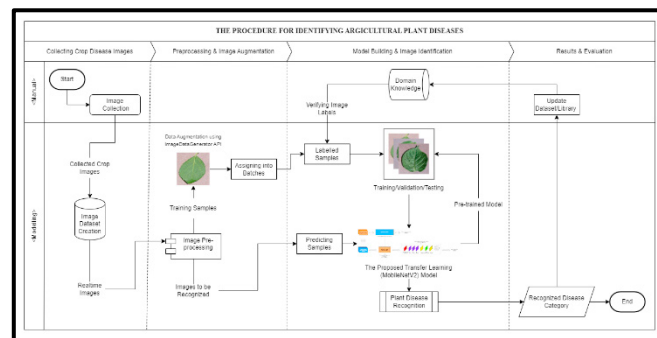 THE PROCEDURE FOR IDENTIFYING ARGICULTURAL PLANT DISEASES
Collecting Crop Disease Images
Preprocessing & Image Augmentation
Model Building & Image Identification
Results & Evaluation
<Manual>
Start
Image
Collection
Domain
Knowledge
Update
Dataset/Library
Verifying Image
Labels
<Modeling>
Data Augmentation using
ImageDataGenerator API
Assigning into
Batches
Labelled
Samples
Collected Crop
Images
Training/Validation/Testing
Image
Dataset
Creation
Training Samples
Pre-trained Model
Image Pre-
processing
Predicting
Samples
Realtime
Images
Images to be
Recognized
The Proposed Transfer Learning
(MobileNetV2) Model
Plant Disease
Recognition
Recognized Disease
Category
End